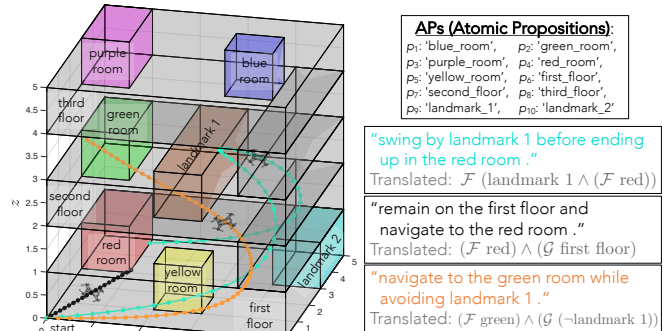 purple
room
blue
room
5
4.5
4
3.5
3
2.5
2
1.5
1
0.5
0
z
third
floor
green
room
landmark 1
second
floor
red
room
yellow
room
landmark 2
first
floor
start
0
1
2
3
4
5
1
APs (Atomic Propositions):
p₁: 'blue_room', p₂: 'green_room',
p₃: 'purple_room', p₄: 'red_room',
p₅: 'yellow_room', p₆: 'first_floor',
p₇: 'second_floor', p₈: 'third_floor',
p₉: 'landmark_1', p₁₀: 'landmark_2'
“swing by landmark 1 before ending
up in the red room .”
Translated: ℱ (landmark 1 ∧ (ℱ red))
“remain on the first floor and
navigate to the red room .”
Translated: (ℱ red) ∧ (𝒢 first floor)
“navigate to the green room while
avoiding landmark 1 .”
Translated: (ℱ green) ∧ (𝒢 (¬landmark 1))